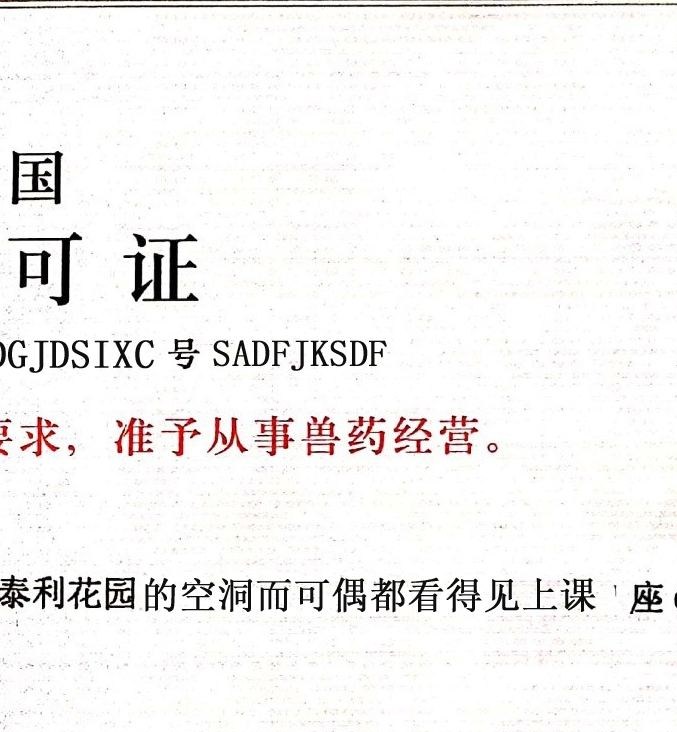 国
可证
OGJDSIXC 号 SADFJKSDF
要求，准予从事兽药经营。
泰利花园的空洞而可偶都看得见上课 座